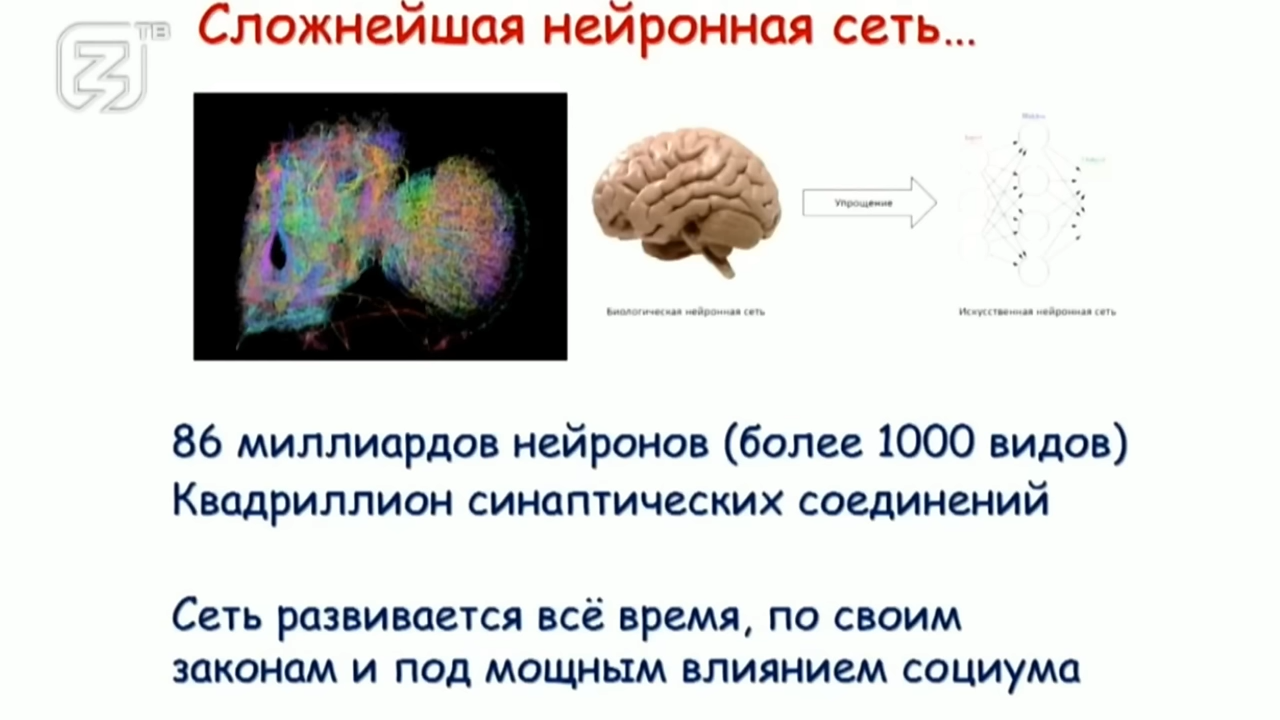 ТВ
Сложнейшая нейронная сеть...
Упрощение
Биологическая нейронная сеть
Искусственная нейронная сеть
86 миллиардов нейронов (более 1000 видов)
Квадриллион синаптических соединений
Сеть развивается всё время, по своим
законам и под мощным влиянием социума